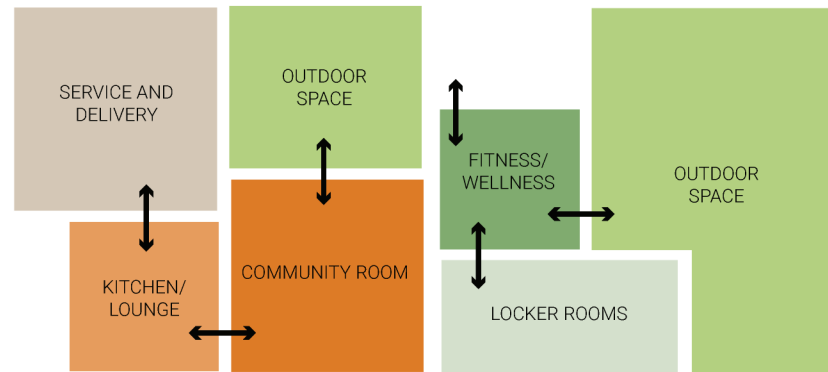 SERVICE AND
DELIVERY
OUTDOOR
SPACE
FITNESS/
WELLNESS
OUTDOOR
SPACE
KITCHEN/
LOUNGE
COMMUNITY ROOM
LOCKER ROOMS